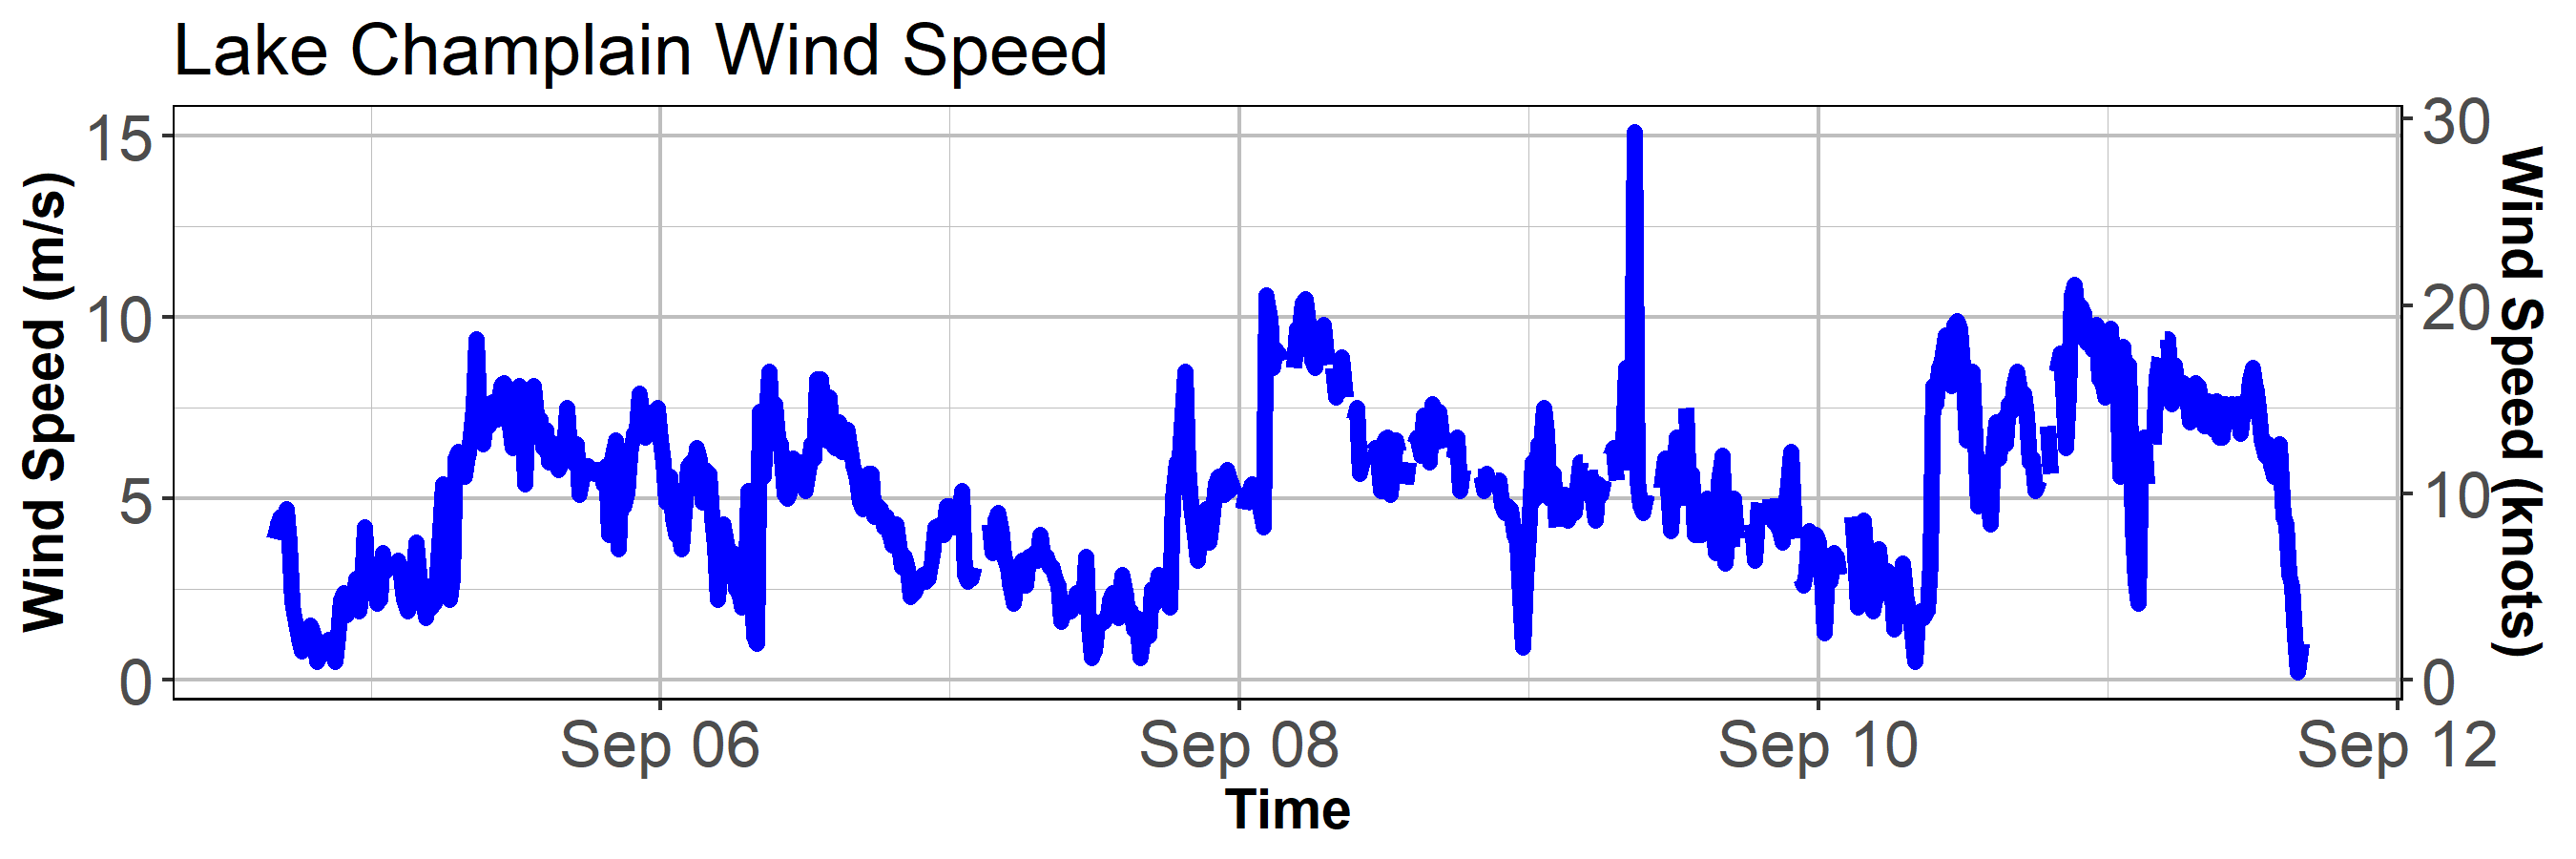 Lake Champlain Wind Speed
Wind Speed (m/s)
15
10
5
0
30
20
10
0
Wind Speed (knots)
Sep 06
Sep 08
Sep 10
Sep 12
Time